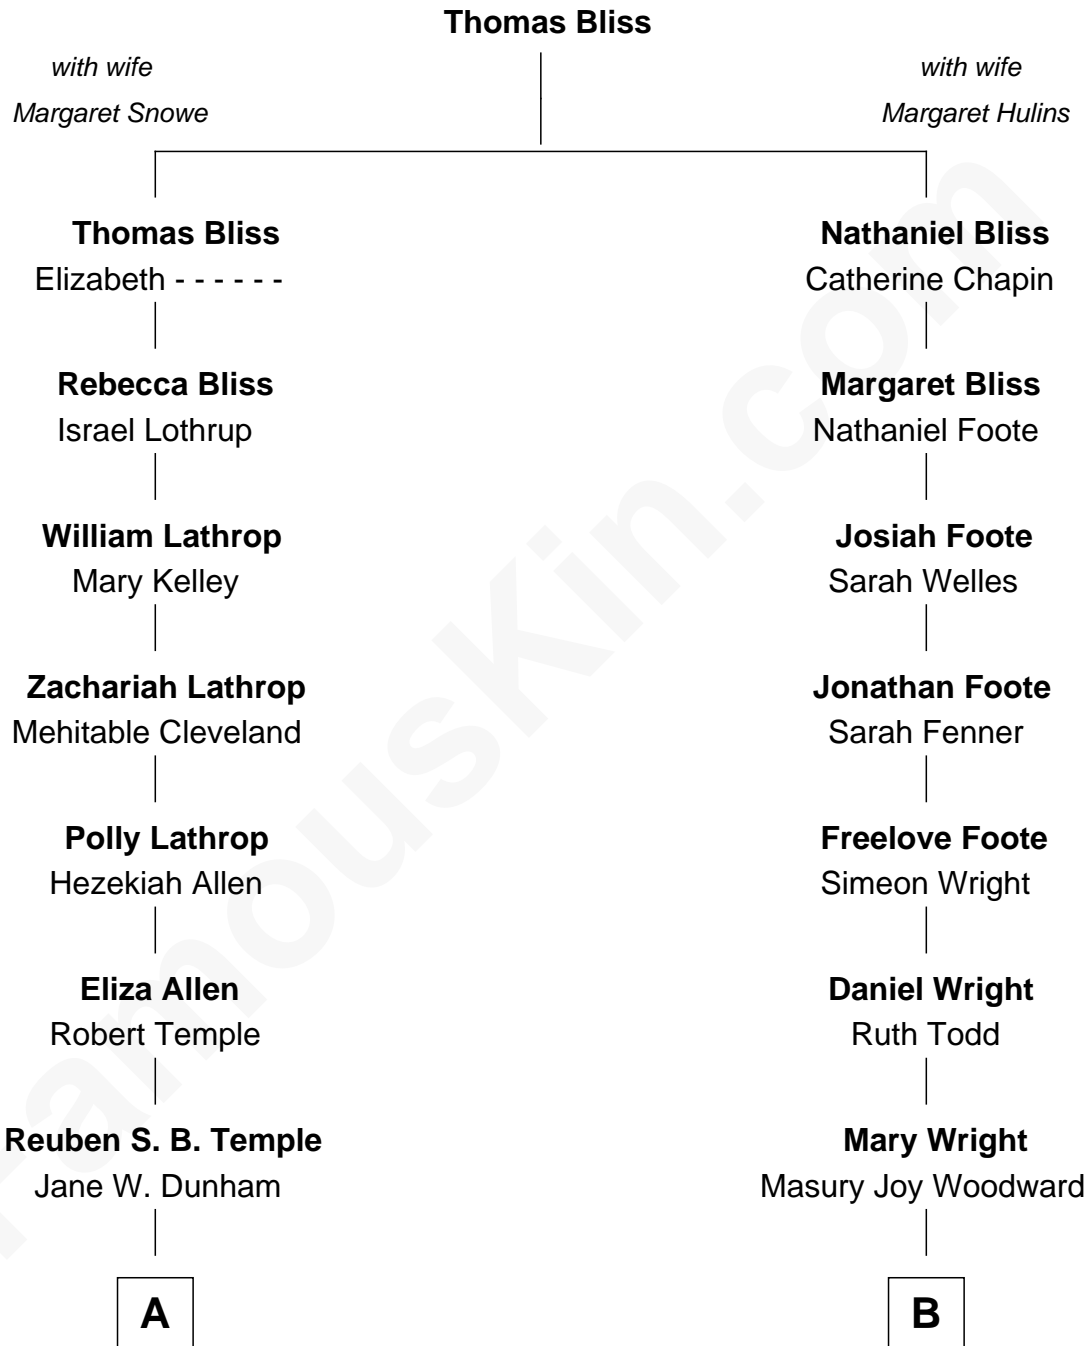 Thomas Bliss
with wife
Margaret Snowe
with wife
Margaret Hulins
Thomas Bliss
Elizabeth - - - - - -
Nathaniel Bliss
Catherine Chapin
Rebecca Bliss
Israel Lothrup
Margaret Bliss
Nathaniel Foote
William Lathrop
Mary Kelley
Josiah Foote
Sarah Welles
Zachariah Lathrop
Mehitable Cleveland
Jonathan Foote
Sarah Fenner
Polly Lathrop
Hezekiah Allen
Freelove Foote
Simeon Wright
Eliza Allen
Robert Temple
Daniel Wright
Ruth Todd
Reuben S. B. Temple
Jane W. Dunham
Mary Wright
Masury Joy Woodward
A
B
FamousKin.com